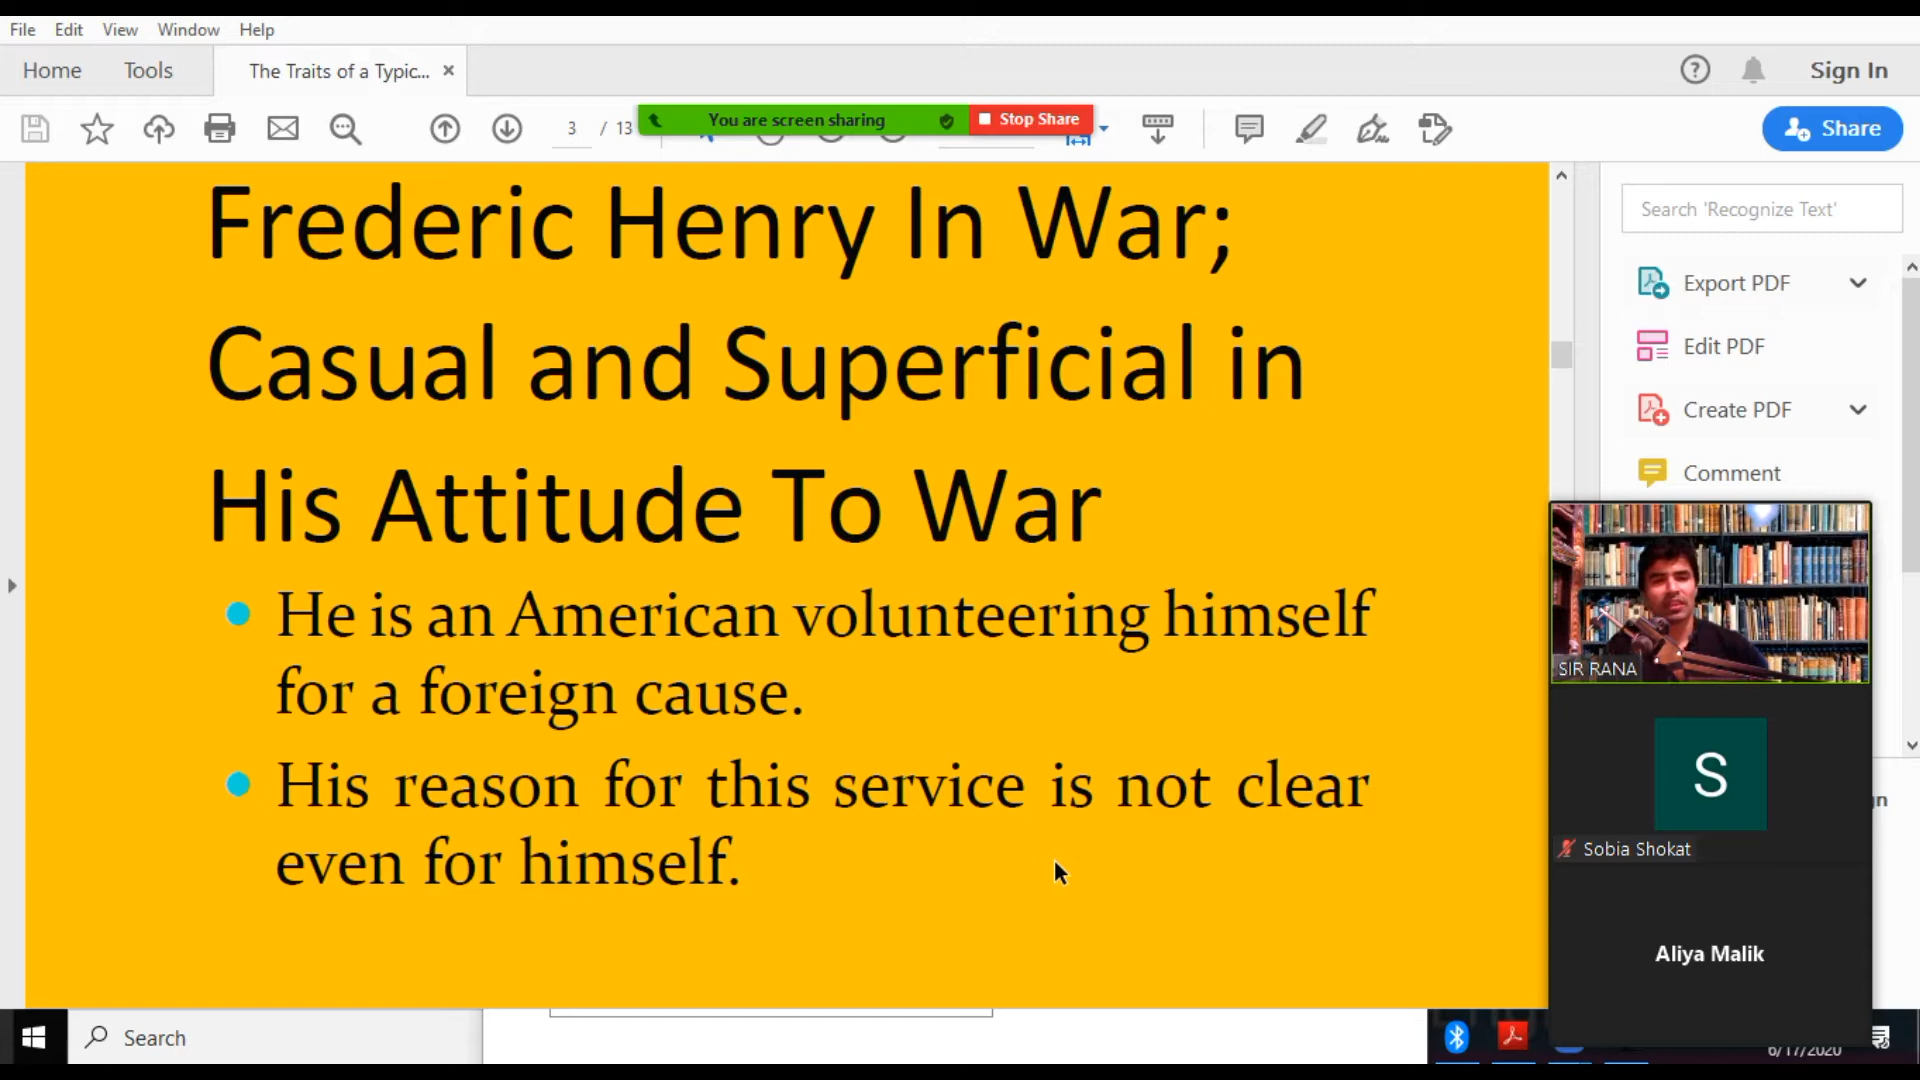 File Edit View Window Help
Home Tools The Traits of a Typic... Sign In
3 / 13 You are screen sharing Stop Share Share
Frederic Henry In War;
Casual and Superficial in
His Attitude To War
He is an American volunteering himself
for a foreign cause.
His reason for this service is not clear
even for himself.
Search 'Recognize Text'
Export PDF
Edit PDF
Create PDF
Comment
SIR RANA
S
Sobia Shokat
Aliya Malik
Search
6/17/2020